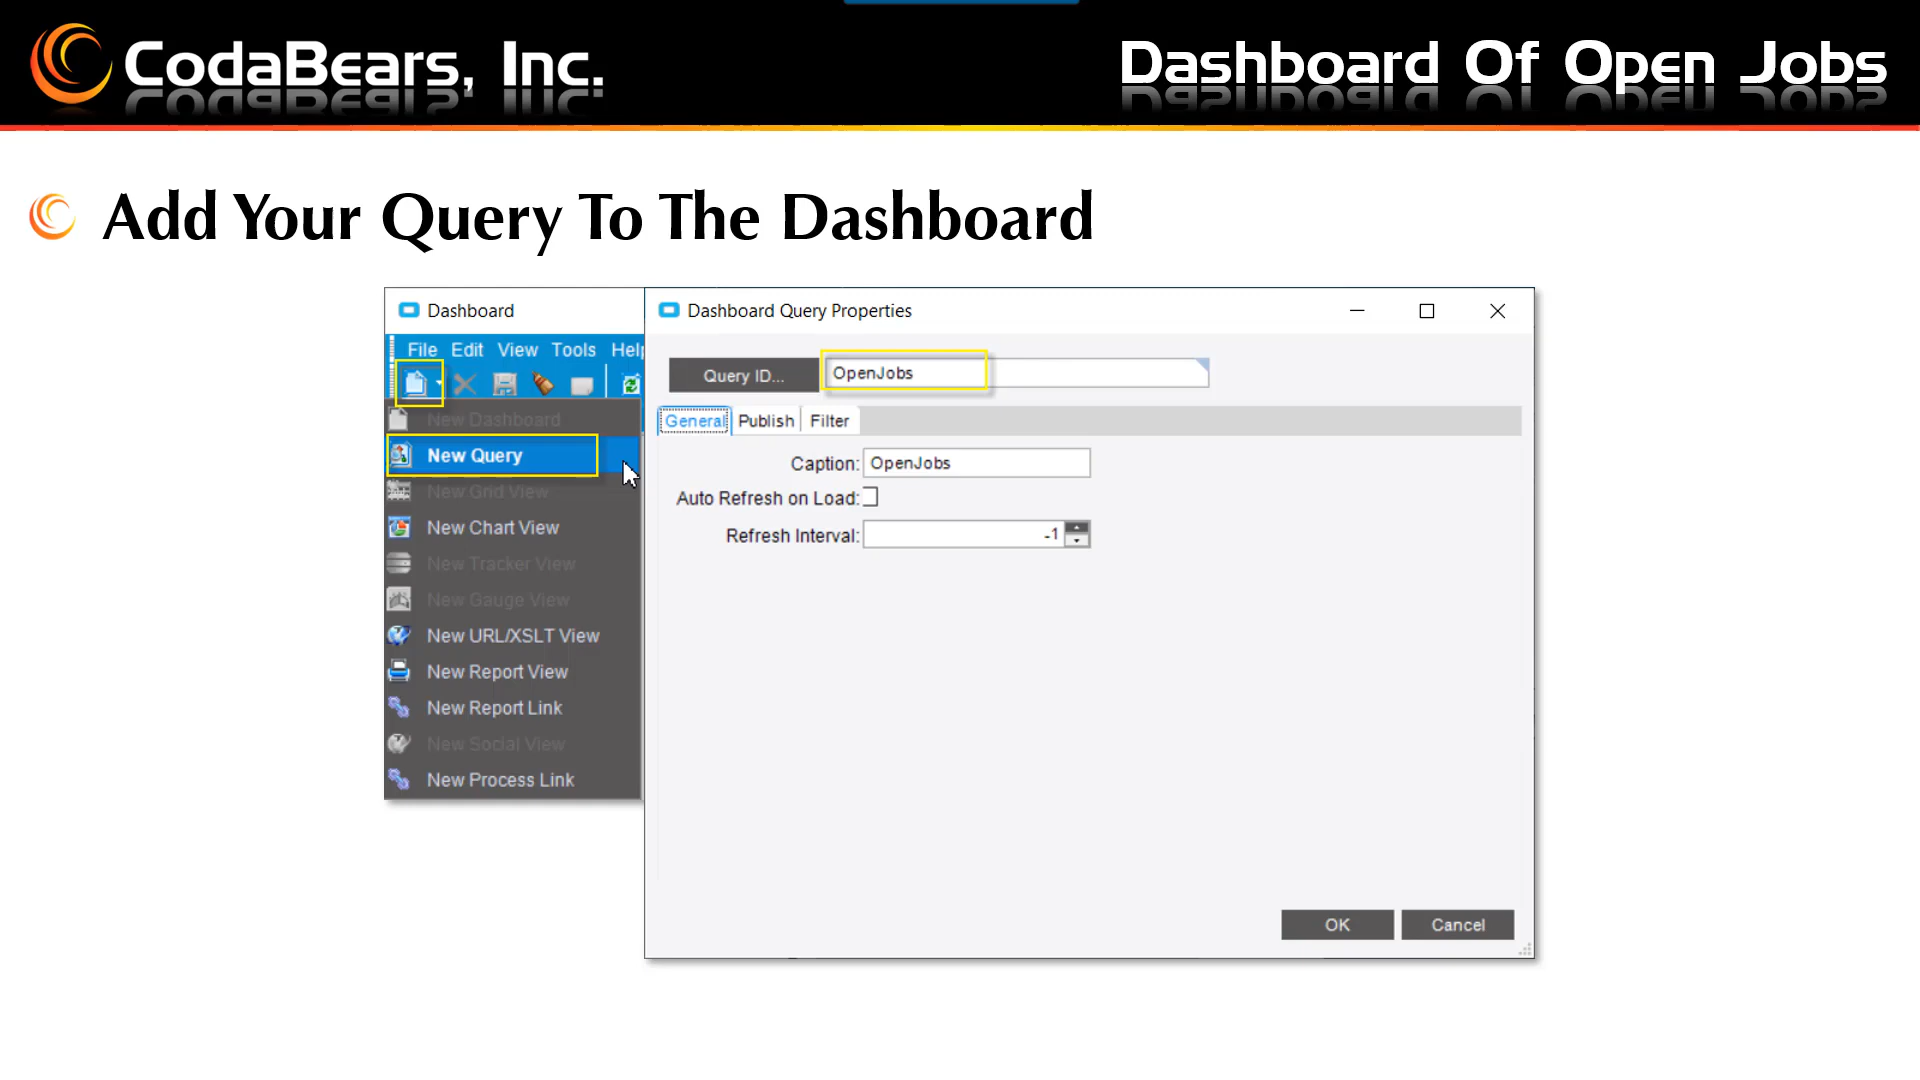 CodaBears, Inc.
Dashboard Of Open Jobs
Add Your Query To The Dashboard
Dashboard
File Edit View Tools Help
New Dashboard
New Query
New Grid View
New Chart View
New Tracker View
New Gauge View
New URL/XSLT View
New Report View
New Report Link
New Social View
New Process Link
Dashboard Query Properties
Query ID... OpenJobs
General Publish Filter
Caption: OpenJobs
Auto Refresh on Load:
Refresh Interval: -1
OK Cancel